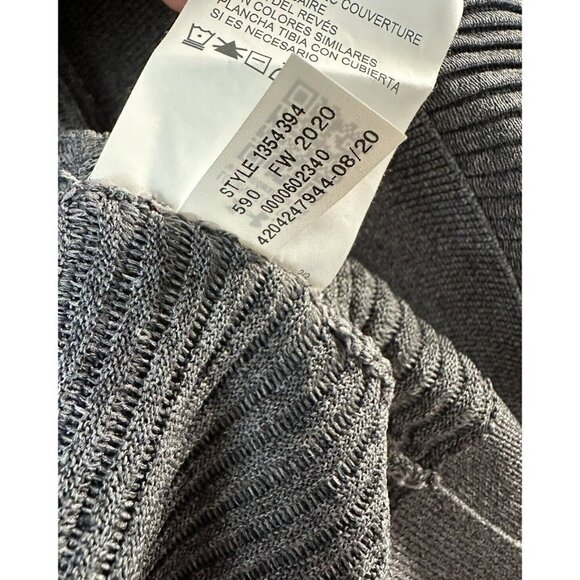 COUVERTURE
LAIRE
DEL REVÉS
COLORES SIMILARES
PLANCHA TIBIA CON CUBIERTA
SI ES NECESARIO
STYLE 1354394
590 FW 2020
0000602340
4204247944-08/20